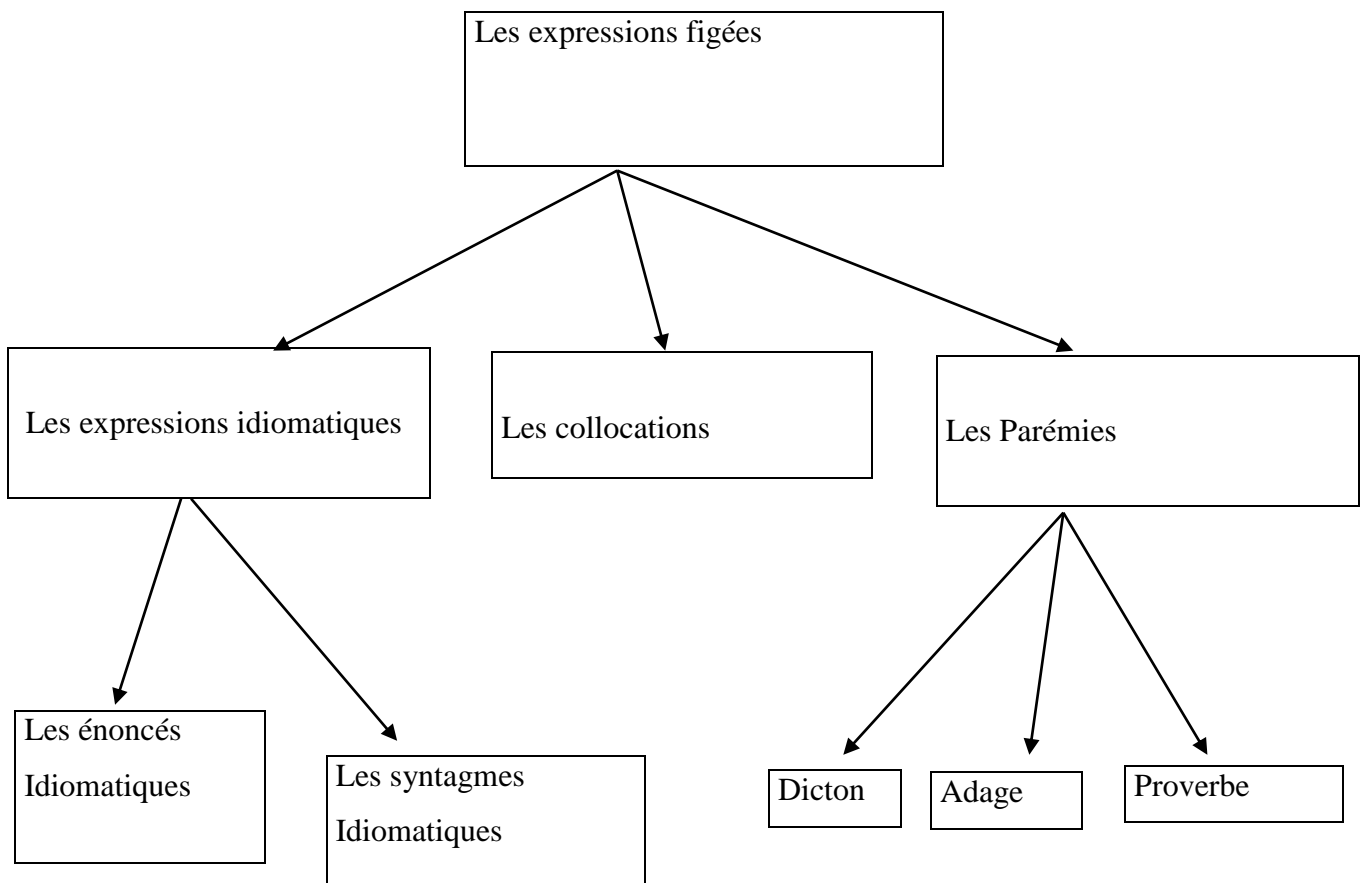 Les expressions figées
Les expressions idiomatiques
Les collocations
Les Parémies
Les énoncés
Idiomatiques
Les syntagmes
Idiomatiques
Dicton
Adage
Proverbe